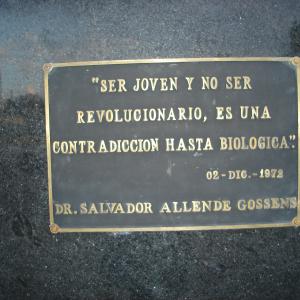 "SER JOVEN Y NO SER
REVOLUCIONARIO, ES UNA
CONTRADICCION HASTA BIOLOGICA".
02-DIC.-1972
DR. SALVADOR ALLENDE GOSSENS